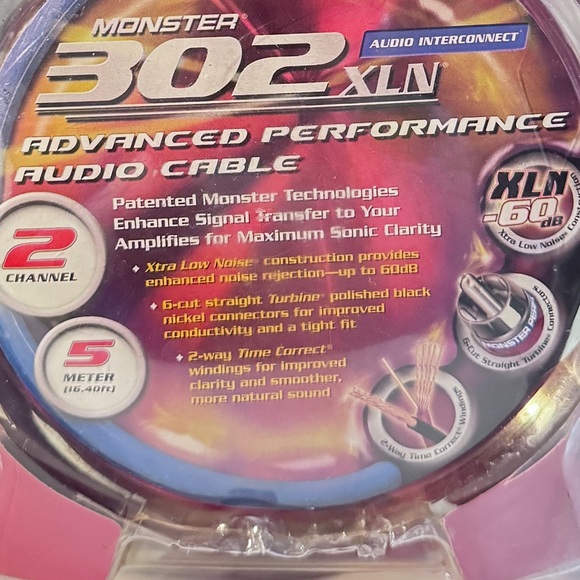 MONSTER®
302 XLN®
AUDIO INTERCONNECT
ADVANCED PERFORMANCE
AUDIO CABLE
Patented Monster Technologies
Enhance Signal Transfer to Your
Amplifies for Maximum Sonic Clarity
• Xtra Low Noise® construction provides
enhanced noise rejection—up to 60dB
• 6-cut straight Turbine® polished black
nickel connectors for improved
conductivity and a tight fit
• 2-way Time Correct®
windings for improved
clarity and smoother,
more natural sound
2
CHANNEL
5
METER
(16.40ft)
XLN
-60dB
Xtra Low Noise Construction
MONSTER
6-Cut Straight Turbine Connectors
2-Way Time Correct® Windings